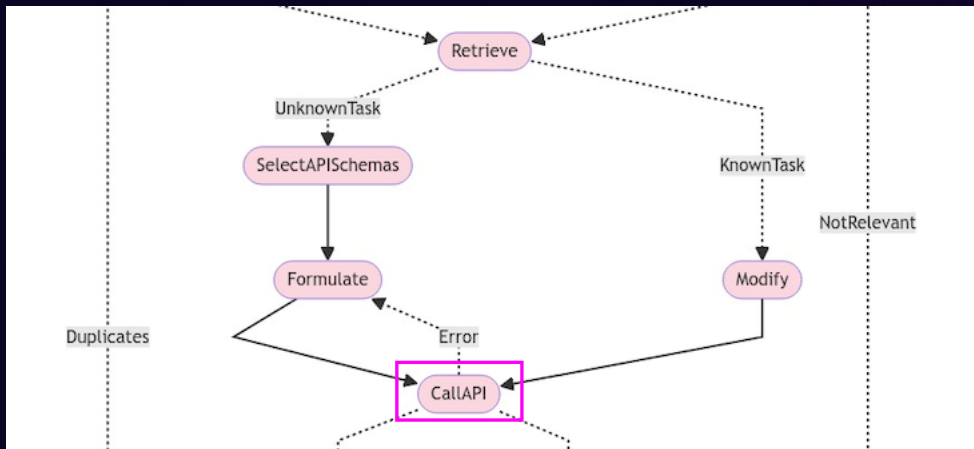 Retrieve
UnknownTask
SelectAPISchemas
KnownTask
NotRelevant
Formulate
Modify
Duplicates
Error
CallAPI